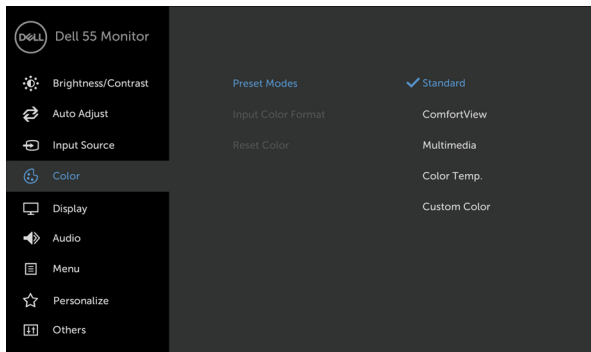 DELL Dell 55 Monitor
Brightness/Contrast
Auto Adjust
Input Source
Color
Display
Audio
Menu
Personalize
Others
Preset Modes
Input Color Format
Reset Color
Standard
ComfortView
Multimedia
Color Temp.
Custom Color